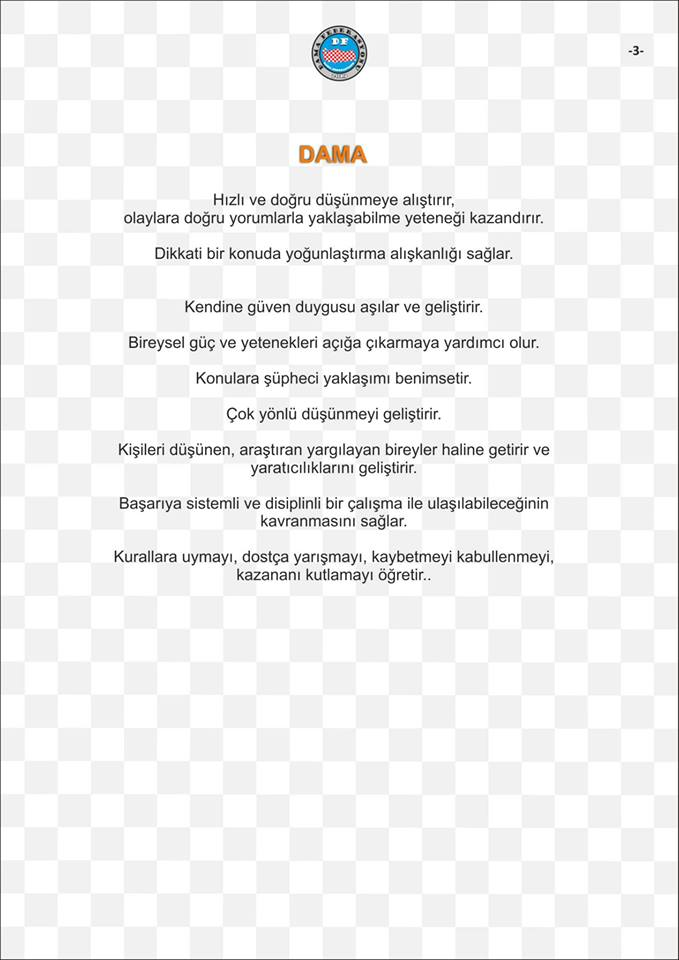 DAMA FEDERASYONU
DF
-3-
DAMA
Hızlı ve doğru düşünmeye alıştırır,
olaylara doğru yorumlarla yaklaşabilme yeteneği kazandırır.
Dikkati bir konuda yoğunlaştırma alışkanlığı sağlar.
Kendine güven duygusu aşılar ve geliştirir.
Bireysel güç ve yetenekleri açığa çıkarmaya yardımcı olur.
Konulara şüpheci yaklaşımı benimsetir.
Çok yönlü düşünmeyi geliştirir.
Kişileri düşünen, araştıran yargılayan bireyler haline getirir ve
yaratıcılıklarını geliştirir.
Başarıya sistemli ve disiplinli bir çalışma ile ulaşılabileceğinin
kavranmasını sağlar.
Kurallara uymayı, dostça yarışmayı, kaybetmeyi kabullenmeyi,
kazananı kutlamayı öğretir..